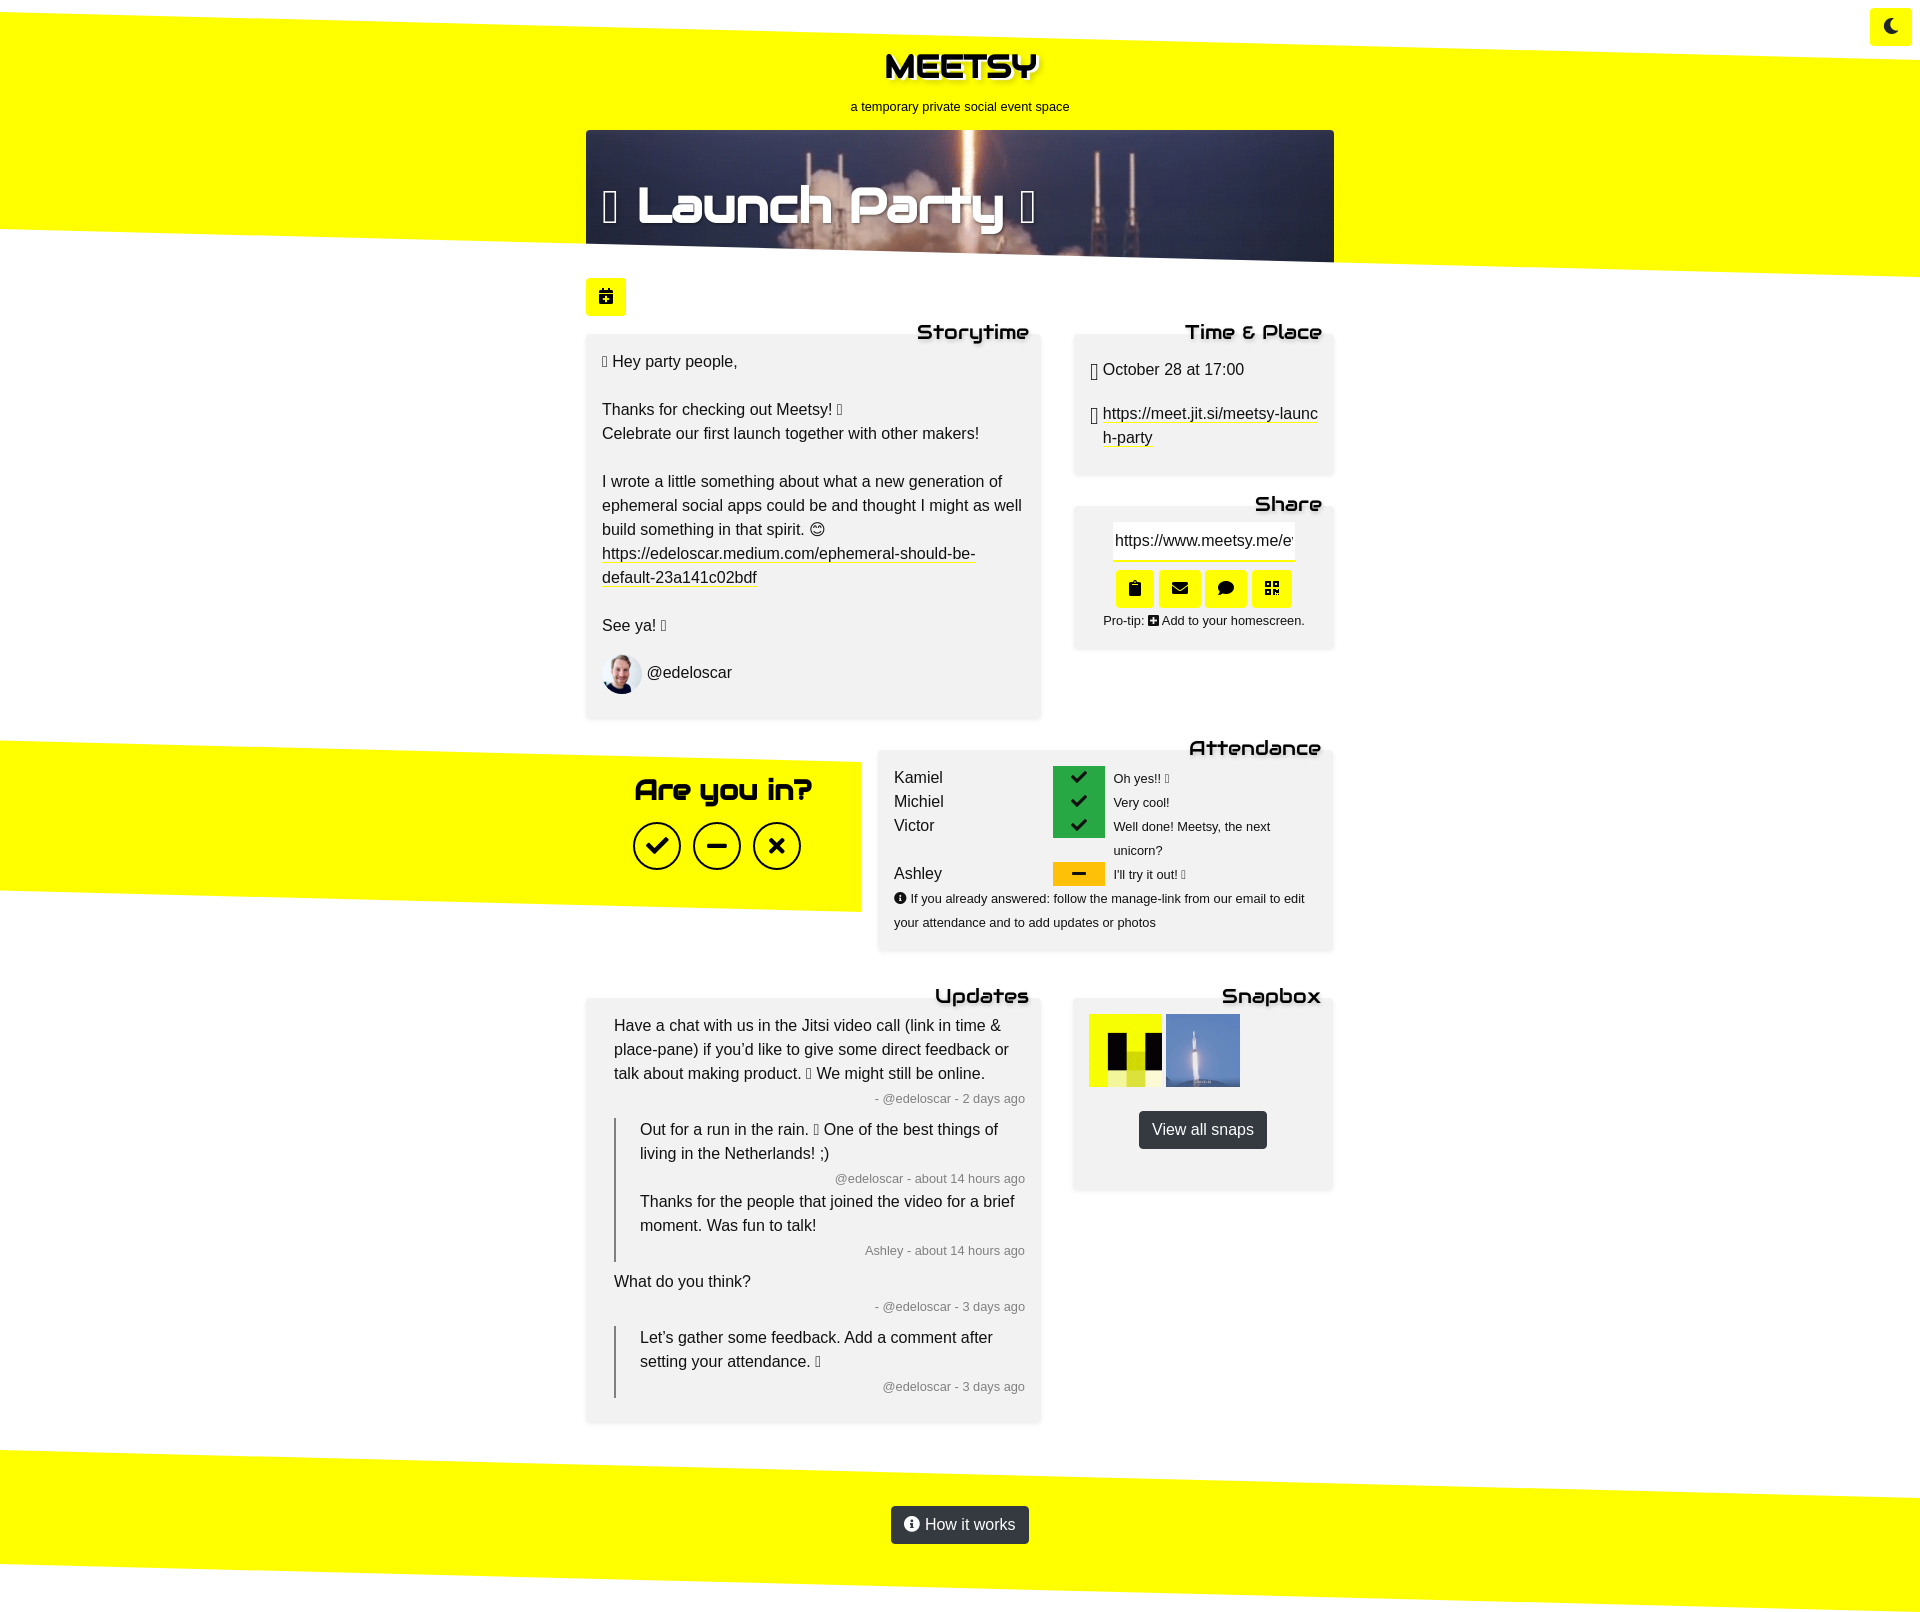 MEETSY
a temporary private social event space
Launch Party
Storytime
Hey party people,
Thanks for checking out Meetsy!
Celebrate our first launch together with other makers!
I wrote a little something about what a new generation of
ephemeral social apps could be and thought I might as well
build something in that spirit. 😊
https://edeloscar.medium.com/ephemeral-should-be-
default-23a141c02bdf
See ya!
@edeloscar
Time & Place
October 28 at 17:00
https://meet.jit.si/meetsy-launc
h-party
Share
https://www.meetsy.me/e
Pro-tip: Add to your homescreen.
Are you in?
Attendance
Kamiel Oh yes!!
Michiel Very cool!
Victor Well done! Meetsy, the next
unicorn?
Ashley I'll try it out!
If you already answered: follow the manage-link from our email to edit
your attendance and to add updates or photos
Updates
Have a chat with us in the Jitsi video call (link in time &
place-pane) if you’d like to give some direct feedback or
talk about making product. We might still be online.
- @edeloscar - 2 days ago
Out for a run in the rain. One of the best things of
living in the Netherlands! ;)
@edeloscar - about 14 hours ago
Thanks for the people that joined the video for a brief
moment. Was fun to talk!
Ashley - about 14 hours ago
What do you think?
- @edeloscar - 3 days ago
Let’s gather some feedback. Add a comment after
setting your attendance.
@edeloscar - 3 days ago
Snapbox
View all snaps
How it works